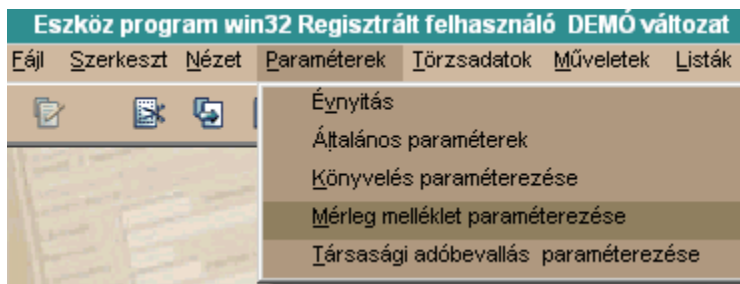 Eszköz program win32 Regisztrált felhasználó DEMÓ változat
Fájl Szerkeszt Nézet Paraméterek Törzsadatok Műveletek Listák
Évnyitás
Általános paraméterek
Könyvelés paraméterezése
Mérleg melléklet paraméterezése
Társasági adóbevallás paraméterezése